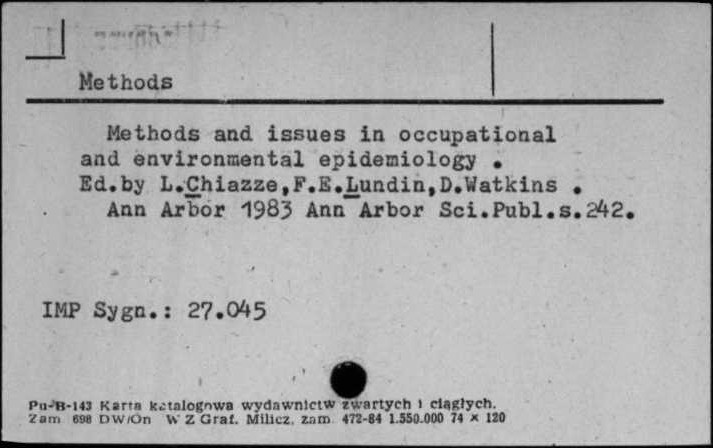 Methods
Methods and issues in occupational
and environmental epidemiology .
Ed.by L.Chiazze,F.E.Lundin,D.Watkins .
Ann Arbor 1983 Ann Arbor Sci.Publ.s.242.
IMP Sygn.: 27.045
Pu-B-143 Karta katalogowa wydawnictw zwartych i ciągłych.
Zam 698 DW/On W Z Graf. Milicz, zam. 472-84 1.550.000 74 × 120